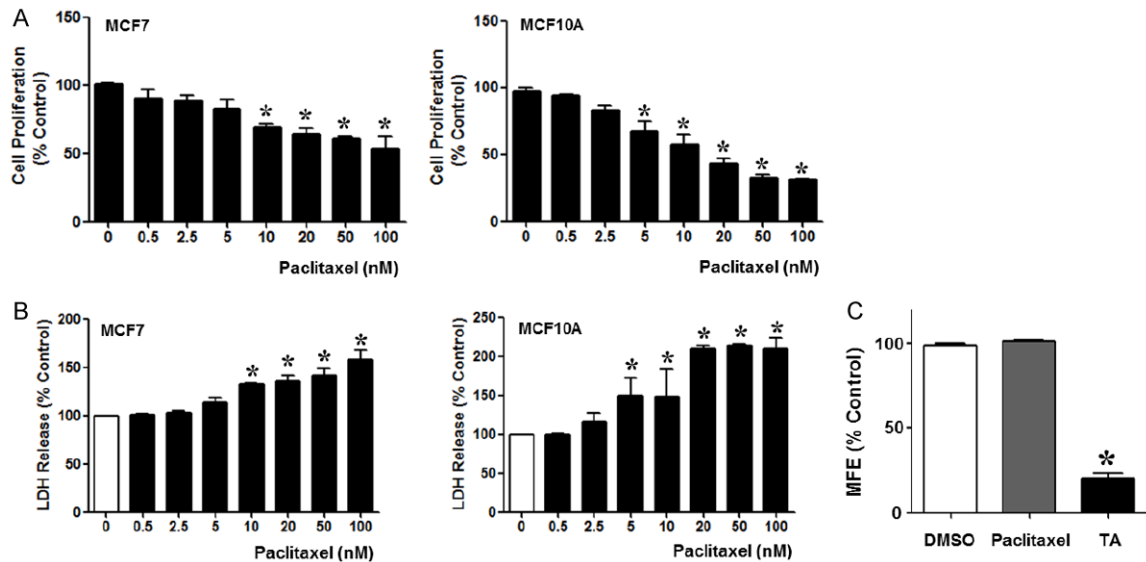 A
MCF7
Cell Proliferation
(% Control)
150
100
50
0
0 0.5 2.5 5 10 20 50 100
* * * *
Paclitaxel (nM)
MCF10A
Cell Proliferation
(% Control)
150
100
50
0
0 0.5 2.5 5 10 20 50 100
* * * * *
Paclitaxel (nM)
B
MCF7
LDH Release (% Control)
200
150
100
50
0
0 0.5 2.5 5 10 20 50 100
* * * *
Paclitaxel (nM)
MCF10A
LDH Release (% Control)
250
200
150
100
50
0
0 0.5 2.5 5 10 20 50 100
* * * * *
Paclitaxel (nM)
C
MFE (% Control)
100
50
0
*
DMSO Paclitaxel TA